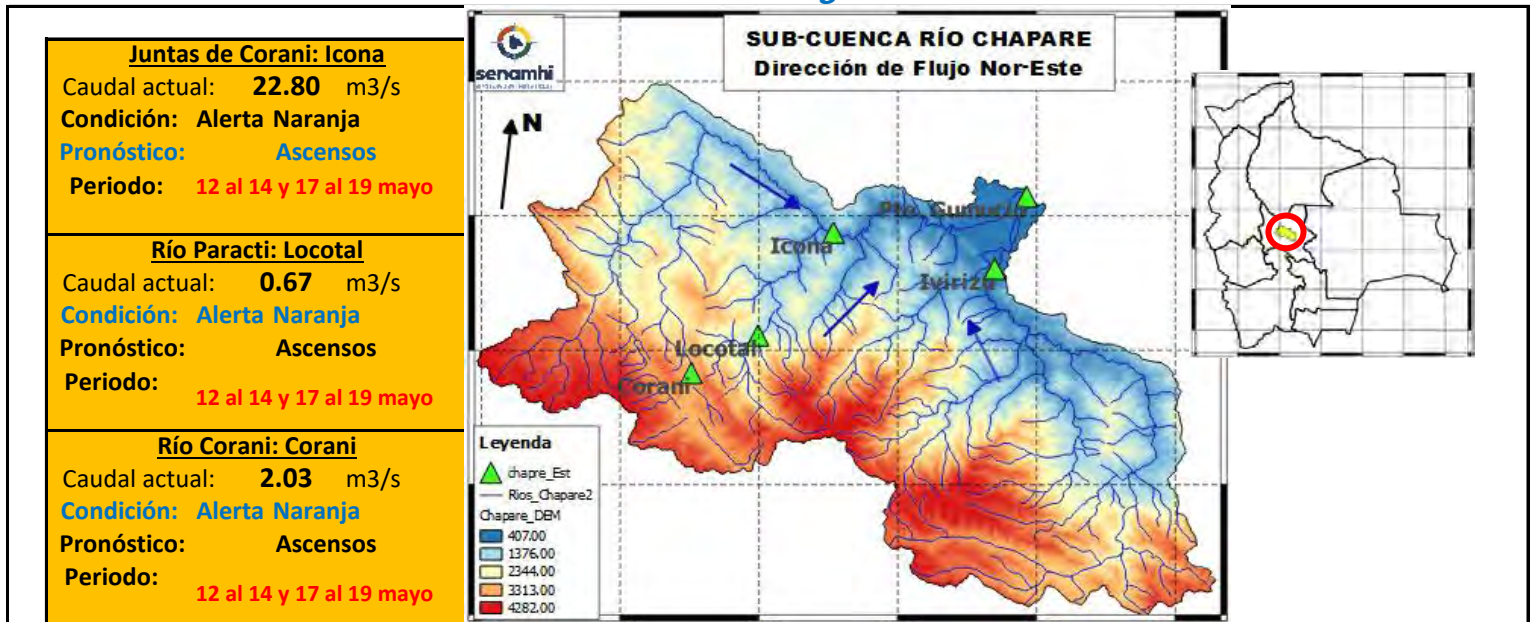 Juntas de Corani: Icona
Caudal actual: 22.80 m3/s
Condición: Alerta Naranja
Pronóstico: Ascensos
Periodo: 12 al 14 y 17 al 19 mayo
Río Paracti: Locotal
Caudal actual: 0.67 m3/s
Condición: Alerta Naranja
Pronóstico: Ascensos
Periodo:
12 al 14 y 17 al 19 mayo
Río Corani: Corani
Caudal actual: 2.03 m3/s
Condición: Alerta Naranja
Pronóstico: Ascensos
Periodo:
12 al 14 y 17 al 19 mayo
senamhi
SUB-CUENCA RÍO CHAPARE
Dirección de Flujo Nor-Este
N
Icona
Ivirizu
Locotal
Corani
Leyenda
chapre_Est
Rios_Chapare2
Chapare_DEM
407.00
1376.00
2344.00
3313.00
4282.00